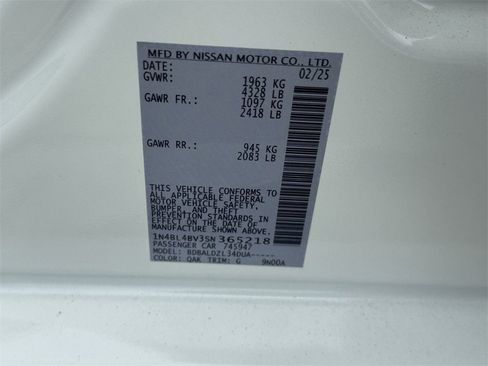 MFD BY NISSAN MOTOR CO., LTD.
DATE: 02/25
GVWR: 1963 KG
4328 LB
GAWR FR.: 1097 KG
2418 LB
GAWR RR.: 945 KG
2083 LB
THIS VEHICLE CONFORMS TO
ALL APPLICABLE FEDERAL
MOTOR VEHICLE SAFETY,
BUMPER, AND THEFT
PREVENTION STANDARDS IN
EFFECT ON THE DATE OF
MANUFACTURE SHOWN ABOVE.
1N4BL4BV3SN365218
PASSENGER CAR 745947
MODEL: BDBALDZL34DUA-----
COLOR: QAK TRIM: G 9N00A